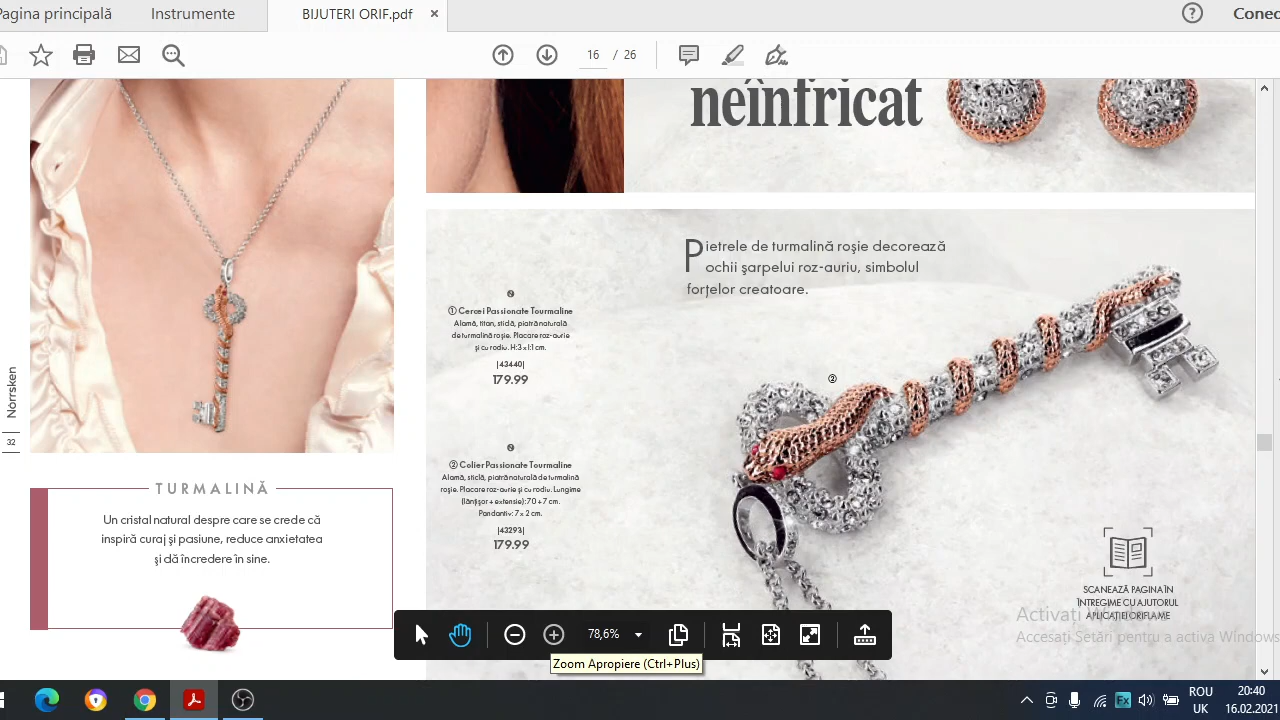 Pagina principală
Instrumente
BIJUTERI ORIF.pdf
×
?
Conec
16 / 26
neînfricat
Pietrele de turmalină roșie decorează
ochii șarpelui roz-auriu, simbolul
forțelor creatoare.
① Cercei Passionate Tourmaline
Alamă, titan, sticlă, piatră naturală
de turmalină roșie. Placare roz-aurie
și cu rodiu. H:3 x l:1 cm.
|43440|
179.99
②
② Colier Passionate Tourmaline
Alamă, sticlă, piatră naturală de turmalină
roșie. Placare roz-aurie și cu rodiu. Lungime
(lănțișor + extensie): 70 + 7 cm.
Pandantiv: 7 x 2 cm.
|43293|
179.99
Norrsken
32
TURMALINĂ
Un cristal natural despre care se crede că
inspiră curaj și pasiune, reduce anxietatea
și dă încredere în sine.
SCANEAZĂ PAGINA ÎN
ÎNTREGIME CU AJUTORUL
APLICAȚIEI ORIFLAME
Activați Windows
Accesați Setări pentru a activa Windows
78,6%
Zoom Apropiere (Ctrl+Plus)
Fx
ROU
UK
20:40
16.02.2021